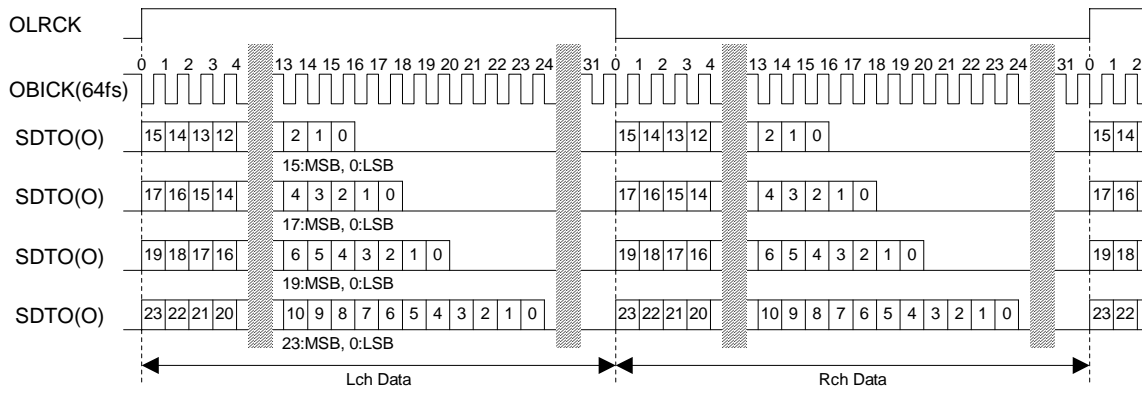 OLRCK
0 1 2 3 4 13 14 15 16 17 18 19 20 21 22 23 24 31 0 1 2 3 4 13 14 15 16 17 18 19 20 21 22 23 24 31 0 1 2
OBICK(64fs)
SDTO(O) 15 14 13 12 2 1 0 15 14 13 12 2 1 0 15 14
15:MSB, 0:LSB
SDTO(O) 17 16 15 14 4 3 2 1 0 17 16 15 14 4 3 2 1 0 17 16
17:MSB, 0:LSB
SDTO(O) 19 18 17 16 6 5 4 3 2 1 0 19 18 17 16 6 5 4 3 2 1 0 19 18
19:MSB, 0:LSB
SDTO(O) 23 22 21 20 10 9 8 7 6 5 4 3 2 1 0 23 22 21 20 10 9 8 7 6 5 4 3 2 1 0 23 22
23:MSB, 0:LSB
Lch Data Rch Data